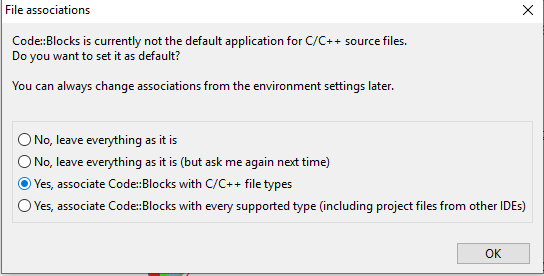 File associations
Code::Blocks is currently not the default application for C/C++ source files.
Do you want to set it as default?
You can always change associations from the environment settings later.
No, leave everything as it is
No, leave everything as it is (but ask me again next time)
Yes, associate Code::Blocks with C/C++ file types
Yes, associate Code::Blocks with every supported type (including project files from other IDEs)
OK